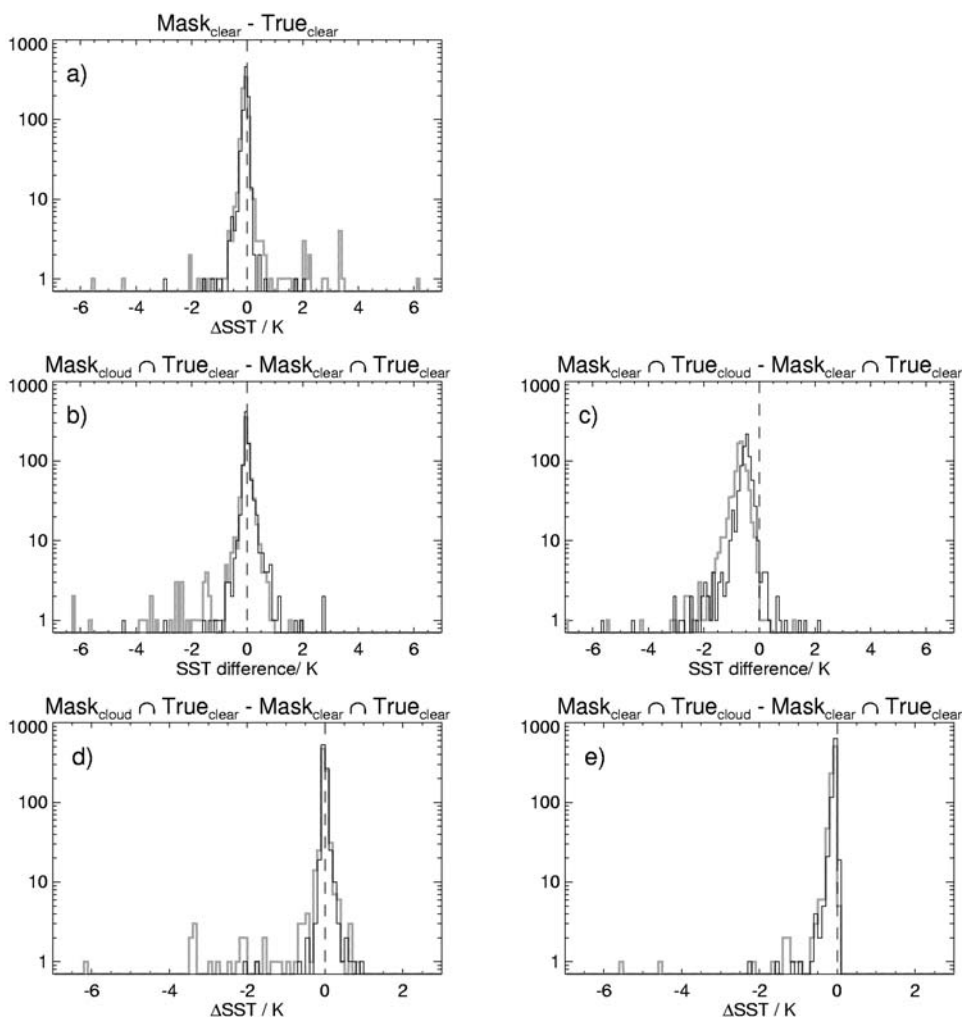 Mask_clear - True_clear
a)
1000
100
10
1
-6 -4 -2 0 2 4 6
ΔSST / K
Mask_cloud ∩ True_clear - Mask_clear ∩ True_clear
b)
1000
100
10
1
-6 -4 -2 0 2 4 6
SST difference/ K
Mask_clear ∩ True_cloud - Mask_clear ∩ True_clear
c)
1000
100
10
1
-6 -4 -2 0 2 4 6
SST difference/ K
Mask_cloud ∩ True_clear - Mask_clear ∩ True_clear
d)
1000
100
10
1
-6 -4 -2 0 2
ΔSST / K
Mask_clear ∩ True_cloud - Mask_clear ∩ True_clear
e)
1000
100
10
1
-6 -4 -2 0 2
ΔSST / K